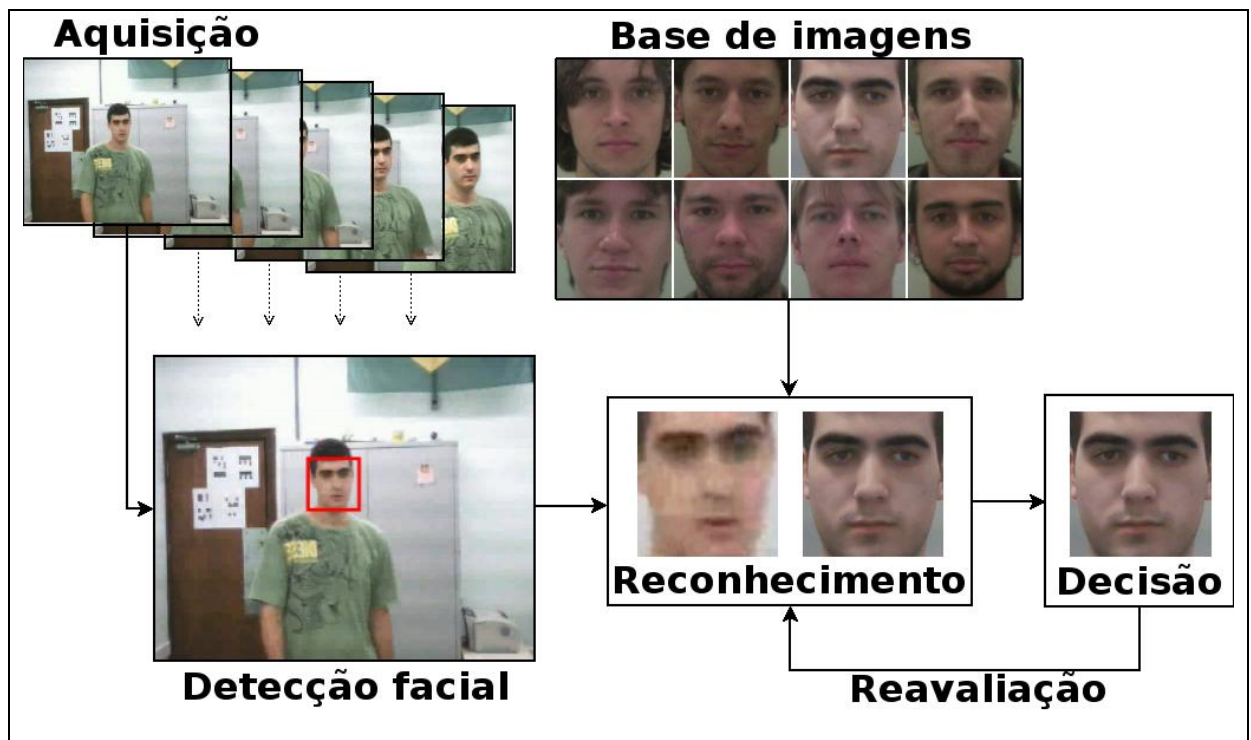 Aquisição
Base de imagens
Detecção facial
Reconhecimento
Decisão
Reavaliação